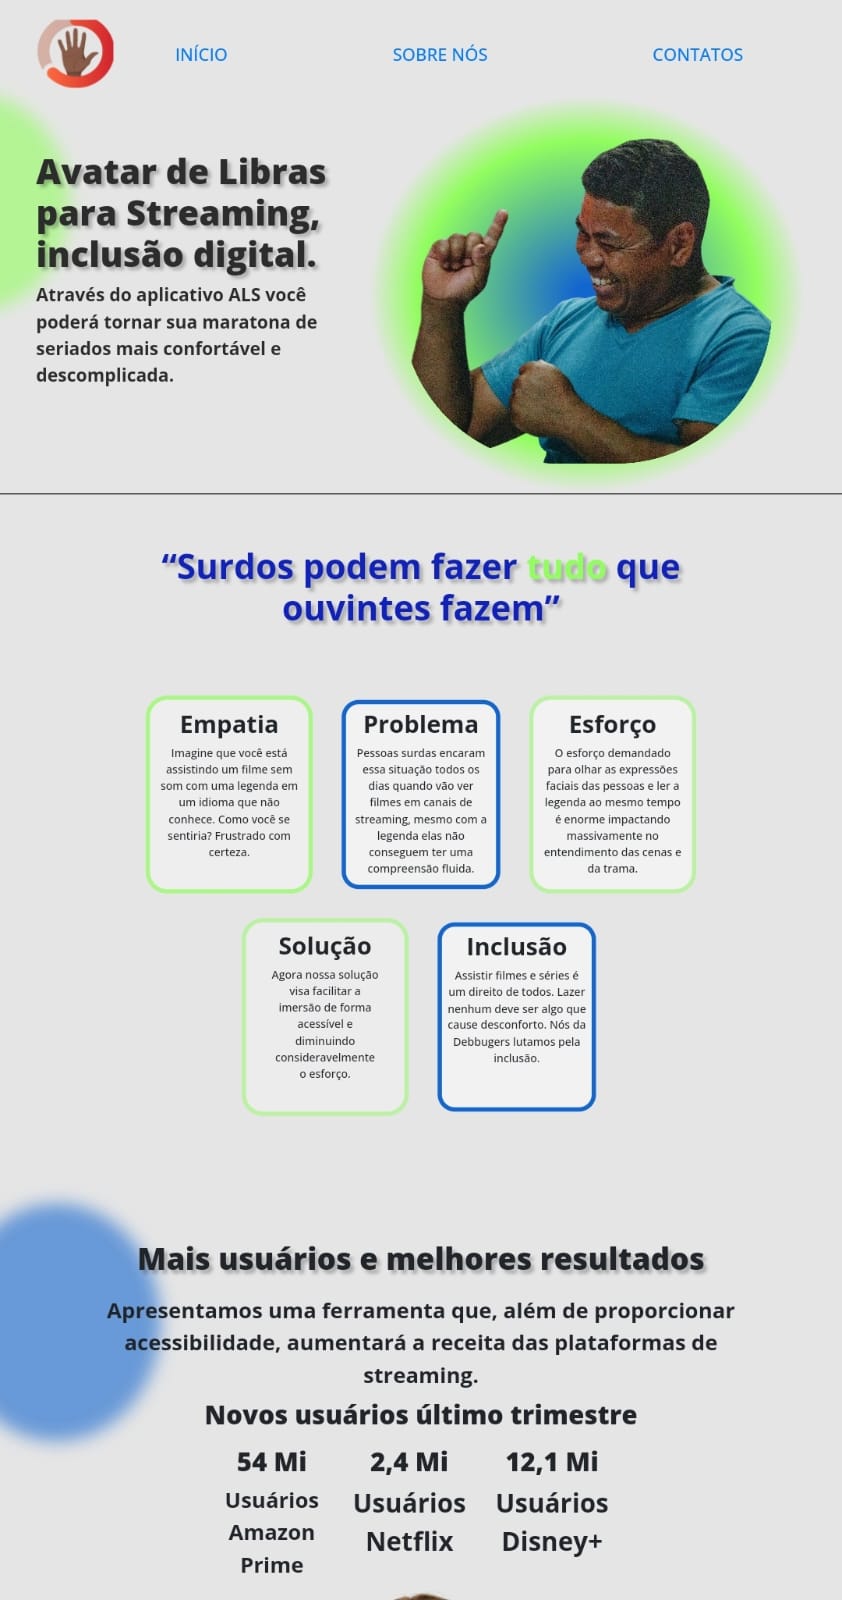 INÍCIO SOBRE NÓS CONTATOS
Avatar de Libras
para Streaming,
inclusão digital.
Através do aplicativo ALS você
poderá tornar sua maratona de
seriados mais confortável e
descomplicada.
“Surdos podem fazer tudo que
ouvintes fazem”
Empatia
Imagine que você está
assistindo um filme sem
som com uma legenda em
um idioma que não
conhece. Como você se
sentiria? Frustrado com
certeza.
Problema
Pessoas surdas encaram
essa situação todos os
dias quando vão ver
filmes em canais de
streaming, mesmo com a
legenda elas não
conseguem ter uma
compreensão fluida.
Esforço
O esforço demandado
para olhar as expressões
faciais das pessoas e ler a
legenda ao mesmo tempo
é enorme impactando
massivamente no
entendimento das cenas e
da trama.
Solução
Agora nossa solução
visa facilitar a
imersão de forma
acessível e
diminuindo
consideravelmente
o esforço.
Inclusão
Assistir filmes e séries é
um direito de todos. Lazer
nenhum deve ser algo que
cause desconforto. Nós da
Debbugers lutamos pela
inclusão.
Mais usuários e melhores resultados
Apresentamos uma ferramenta que, além de proporcionar
acessibilidade, aumentará a receita das plataformas de
streaming.
Novos usuários último trimestre
54 Mi
Usuários
Amazon
Prime
2,4 Mi
Usuários
Netflix
12,1 Mi
Usuários
Disney+